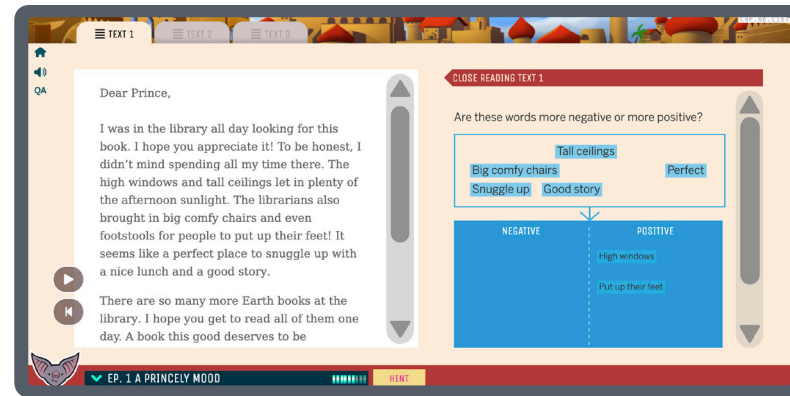 TEXT 1
TEXT 2
TEXT 3
QA
Dear Prince,
I was in the library all day looking for this
book. I hope you appreciate it! To be honest, I
didn't mind spending all my time there. The
high windows and tall ceilings let in plenty of
the afternoon sunlight. The librarians also
brought in big comfy chairs and even
footstools for people to put up their feet! It
seems like a perfect place to snuggle up with
a nice lunch and a good story.
There are so many more Earth books at the
library. I hope you get to read all of them one
day. A book this good deserves to be
CLOSE READING TEXT 1
Are these words more negative or more positive?
Tall ceilings
Big comfy chairs
Perfect
Snuggle up
Good story
NEGATIVE
POSITIVE
High windows
Put up their feet
EP. 1 A PRINCELY MOOD
HINT